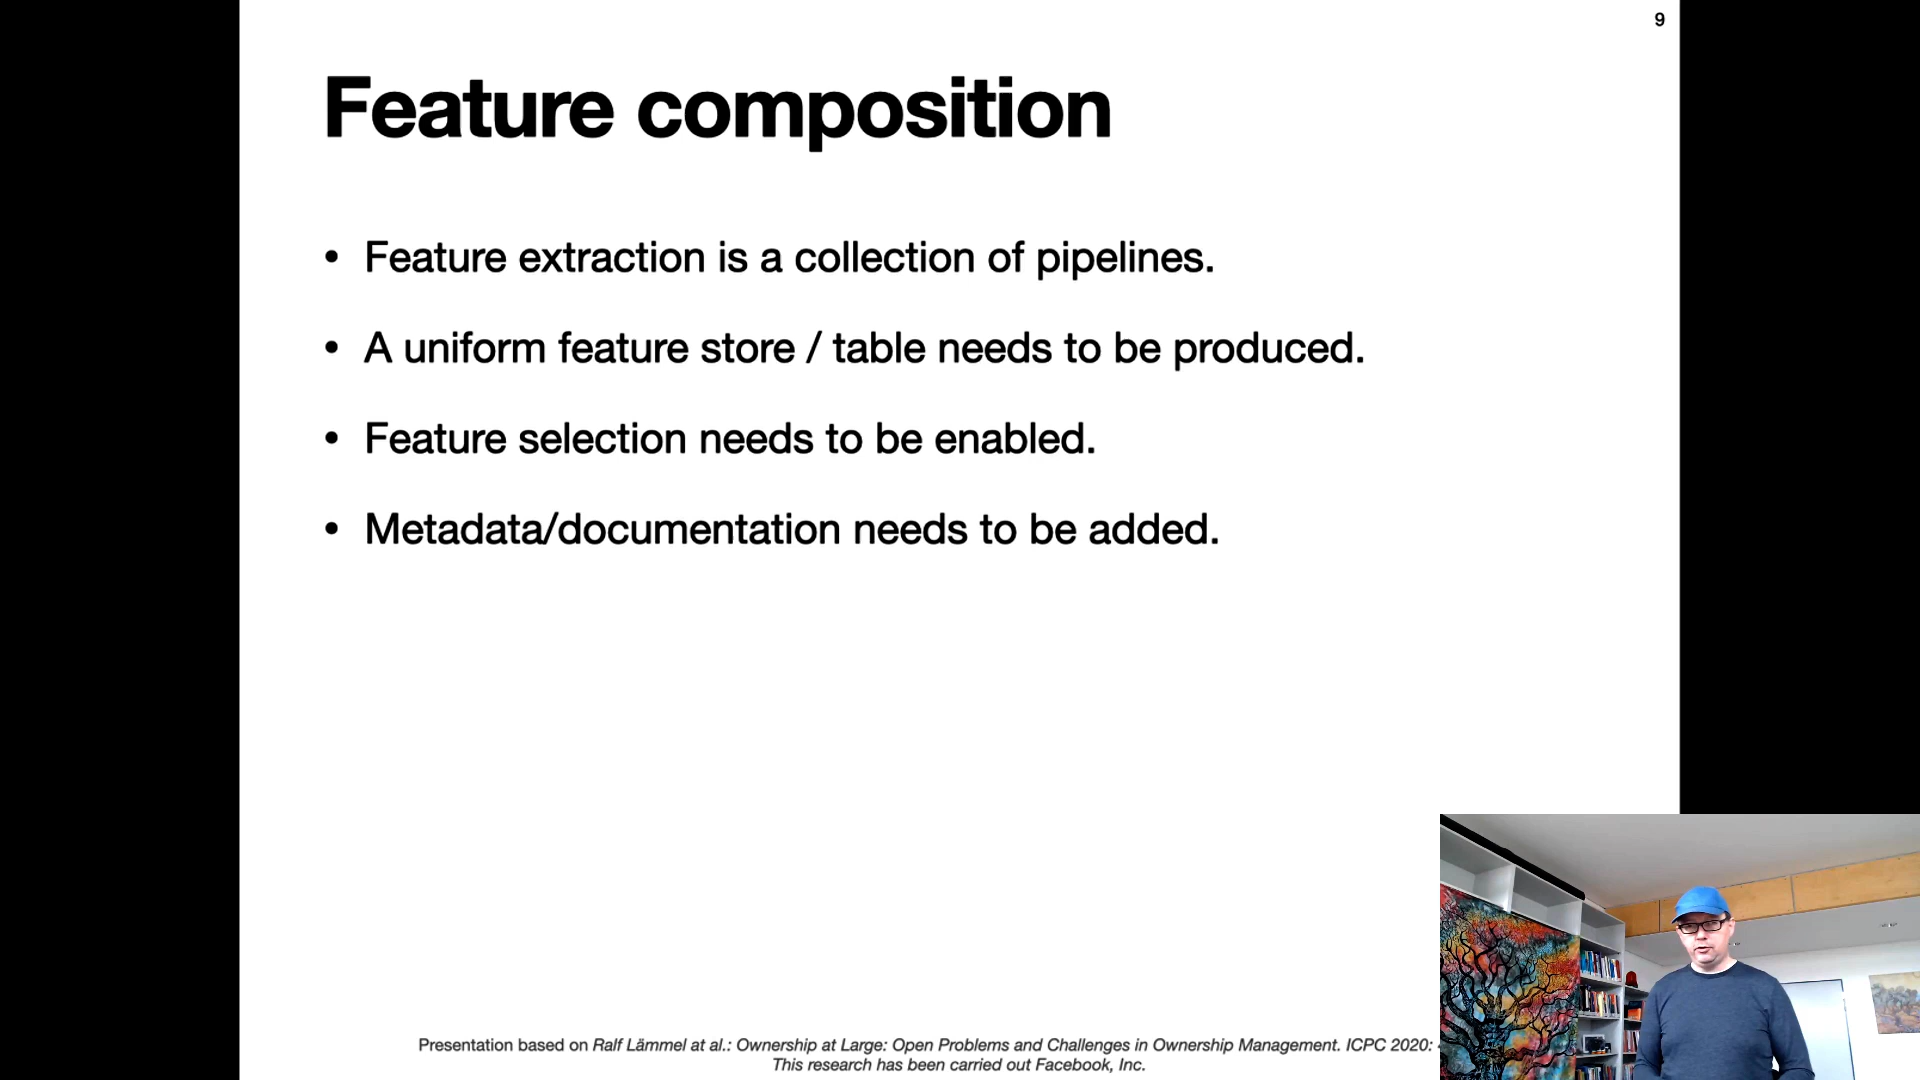 9
Feature composition
• Feature extraction is a collection of pipelines.
• A uniform feature store / table needs to be produced.
• Feature selection needs to be enabled.
• Metadata/documentation needs to be added.
Presentation based on Ralf Lämmel at al.: Ownership at Large: Open Problems and Challenges in Ownership Management. ICPC 2020:
This research has been carried out Facebook, Inc.